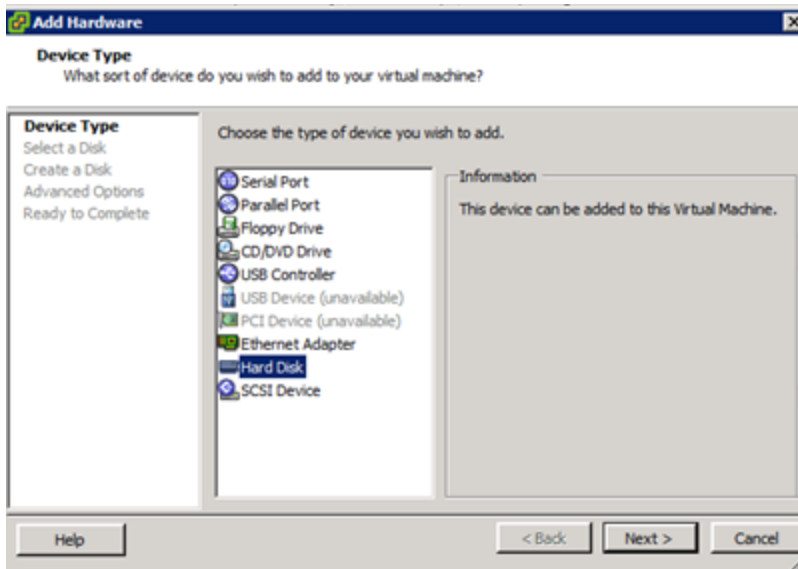 Add Hardware
Device Type
What sort of device do you wish to add to your virtual machine?
Device Type
Select a Disk
Create a Disk
Advanced Options
Ready to Complete
Choose the type of device you wish to add.
Serial Port
Parallel Port
Floppy Drive
CD/DVD Drive
USB Controller
USB Device (unavailable)
PCI Device (unavailable)
Ethernet Adapter
Hard Disk
SCSI Device
Information
This device can be added to this Virtual Machine.
Help
< Back
Next >
Cancel